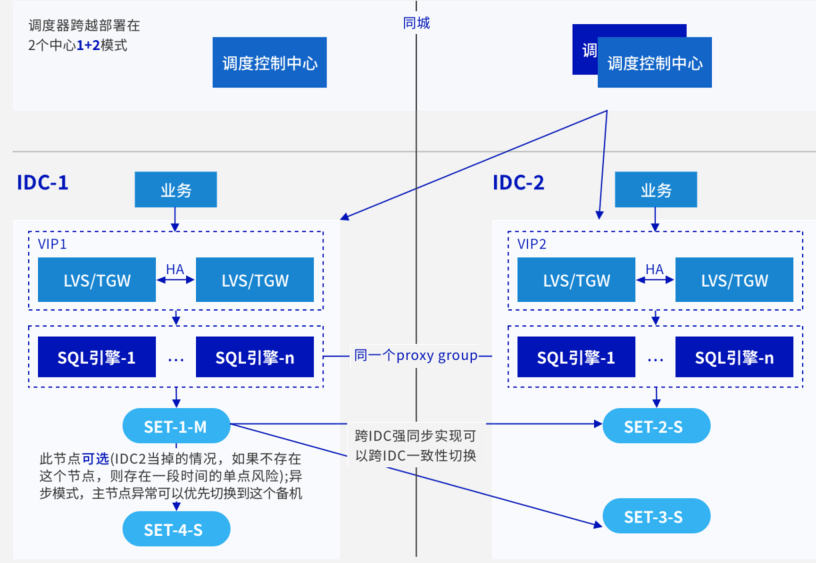 调度器跨越部署在
2个中心1+2模式
调度控制中心
同城
调
调度控制中心
IDC-1
业务
VIP1
LVS/TGW
HA
LVS/TGW
SQL引擎-1
...
SQL引擎-n
同一个proxy group
SET-1-M
此节点可选(IDC2当掉的情况，如果不存在
这个节点，则存在一段时间的单点风险);异
步模式，主节点异常可以优先切换到这个备机
SET-4-S
跨IDC强同步实现可
以跨IDC一致性切换
IDC-2
业务
VIP2
LVS/TGW
HA
LVS/TGW
SQL引擎-1
...
SQL引擎-n
SET-2-S
SET-3-S